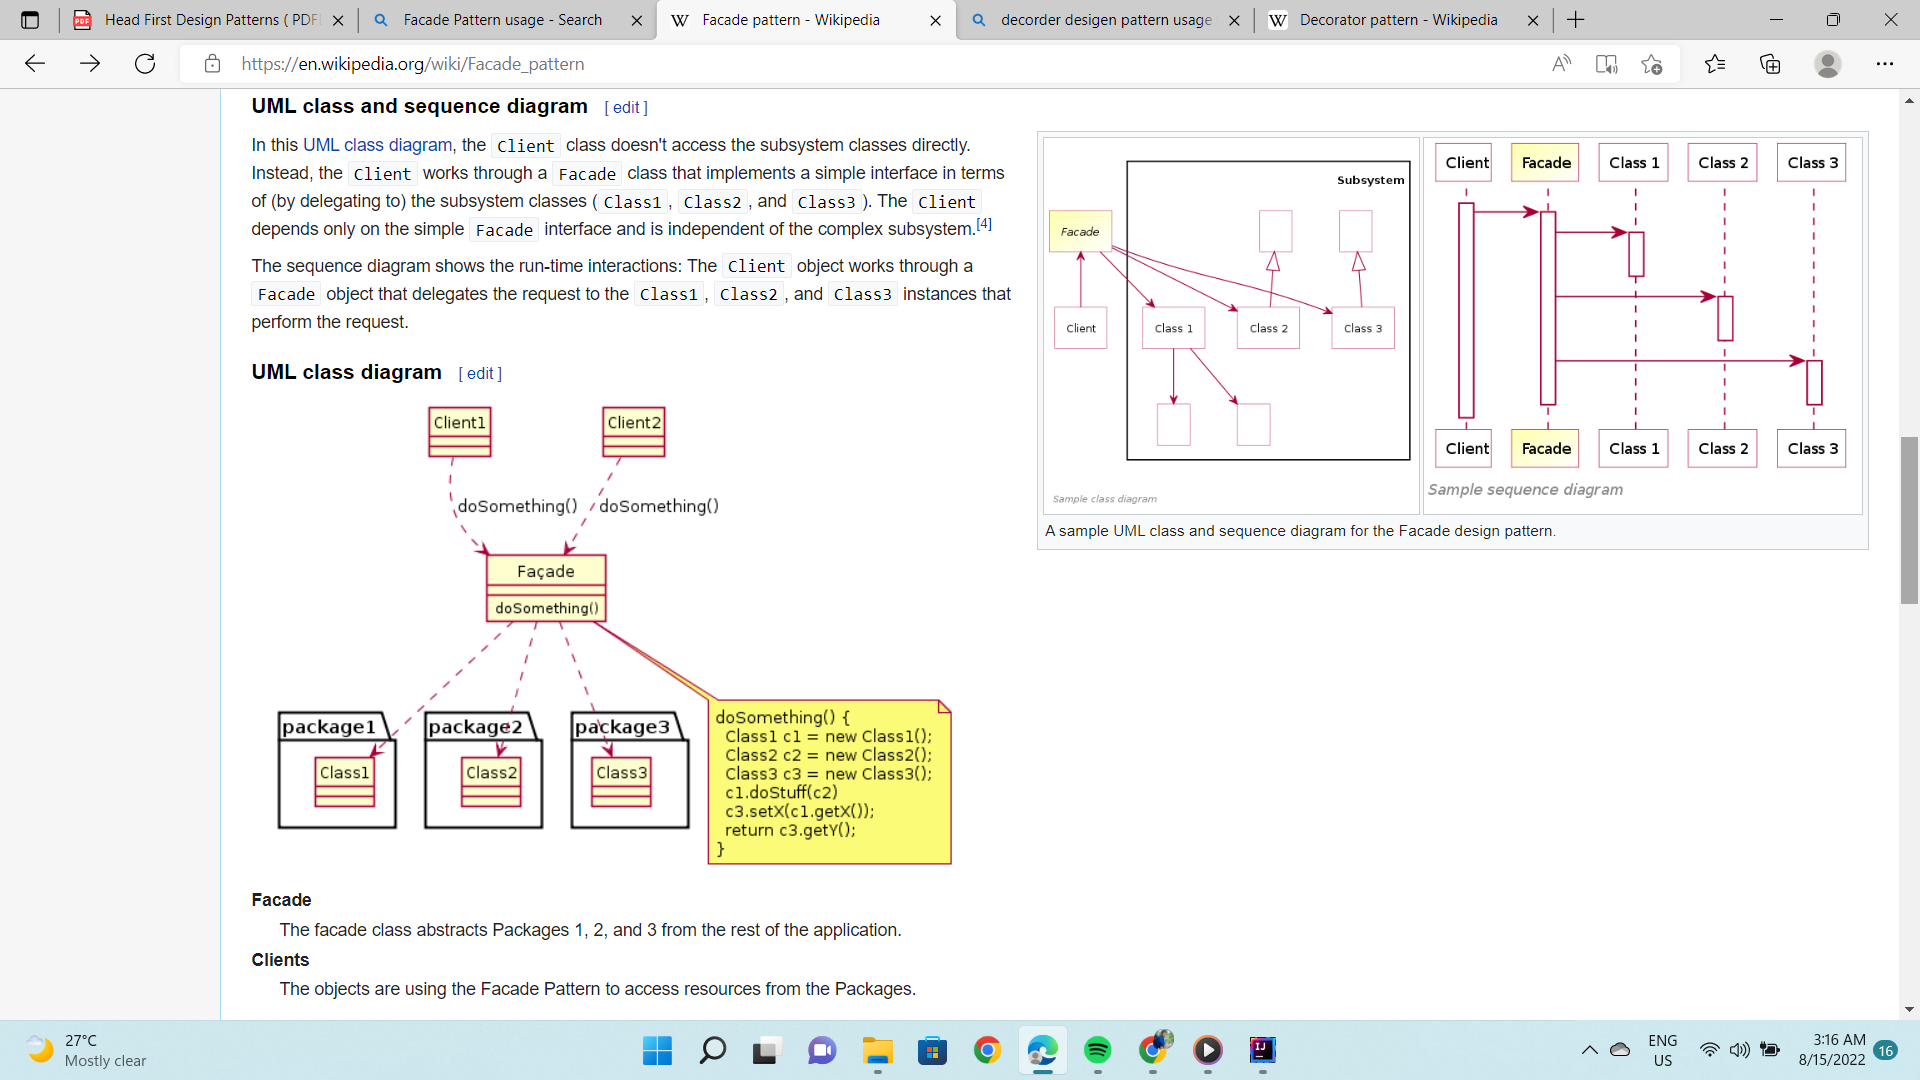 Head First Design Patterns ( PDF
Facade Pattern usage - Search
Facade pattern - Wikipedia
decorder desigen pattern usage
Decorator pattern - Wikipedia
https://en.wikipedia.org/wiki/Facade_pattern
UML class and sequence diagram [ edit ]
In this UML class diagram, the Client class doesn't access the subsystem classes directly.
Instead, the Client works through a Facade class that implements a simple interface in terms
of (by delegating to) the subsystem classes ( Class1 , Class2 , and Class3 ). The Client
depends only on the simple Facade interface and is independent of the complex subsystem.[4]
The sequence diagram shows the run-time interactions: The Client object works through a
Facade object that delegates the request to the Class1 , Class2 , and Class3 instances that
perform the request.
Subsystem
Facade
Client
Class 1
Class 2
Class 3
Sample class diagram
Client Facade Class 1 Class 2 Class 3
Client Facade Class 1 Class 2 Class 3
Sample sequence diagram
A sample UML class and sequence diagram for the Facade design pattern.
UML class diagram [ edit ]
Client1
Client2
doSomething()
doSomething()
Façade
doSomething()
package1
package2
package3
Class1
Class2
Class3
doSomething() {
Class1 c1 = new Class1();
Class2 c2 = new Class2();
Class3 c3 = new Class3();
c1.doStuff(c2)
c3.setX(c1.getX());
return c3.getY();
}
Facade
The facade class abstracts Packages 1, 2, and 3 from the rest of the application.
Clients
The objects are using the Facade Pattern to access resources from the Packages.
27°C
Mostly clear
ENG
US
3:16 AM
8/15/2022
16